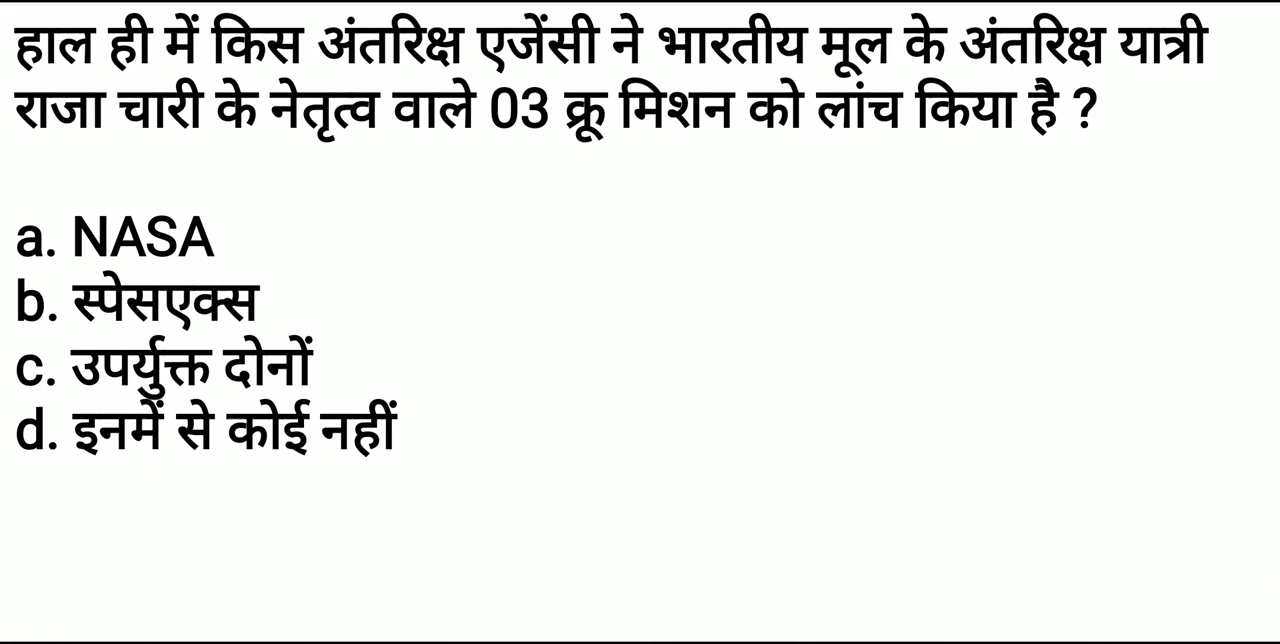 हाल ही में किस अंतरिक्ष एजेंसी ने भारतीय मूल के अंतरिक्ष यात्री
राजा चारी के नेतृत्व वाले 03 क्रू मिशन को लांच किया है ?
a. NASA
b. स्पेसएक्स
c. उपर्युक्त दोनों
d. इनमें से कोई नहीं